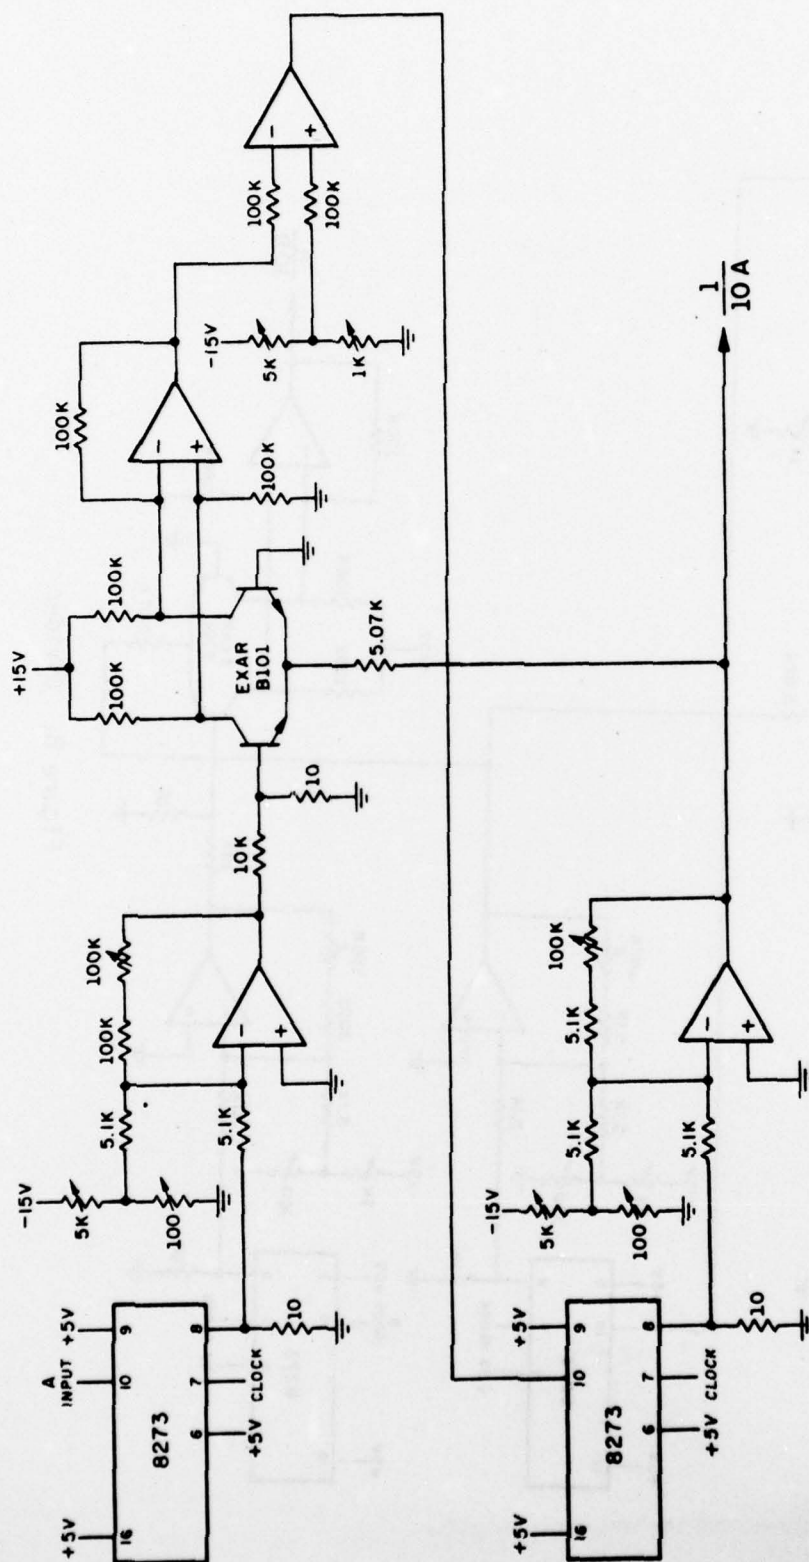 +5V
16
8273
A
INPUT
10
+5V
9
6
+5V
7
CLOCK
8
10
-15V
5K
100
5.1K
5.1K
100K
100K
-
+
10K
10
+15V
100K
100K
EXAR
B101
5.07K
100K
-
+
100K
-15V
5K
1K
100K
100K
-
+
+5V
16
8273
10
+5V
9
6
+5V
7
CLOCK
8
10
-15V
5K
100
5.1K
5.1K
5.1K
100K
-
+
1
10 A